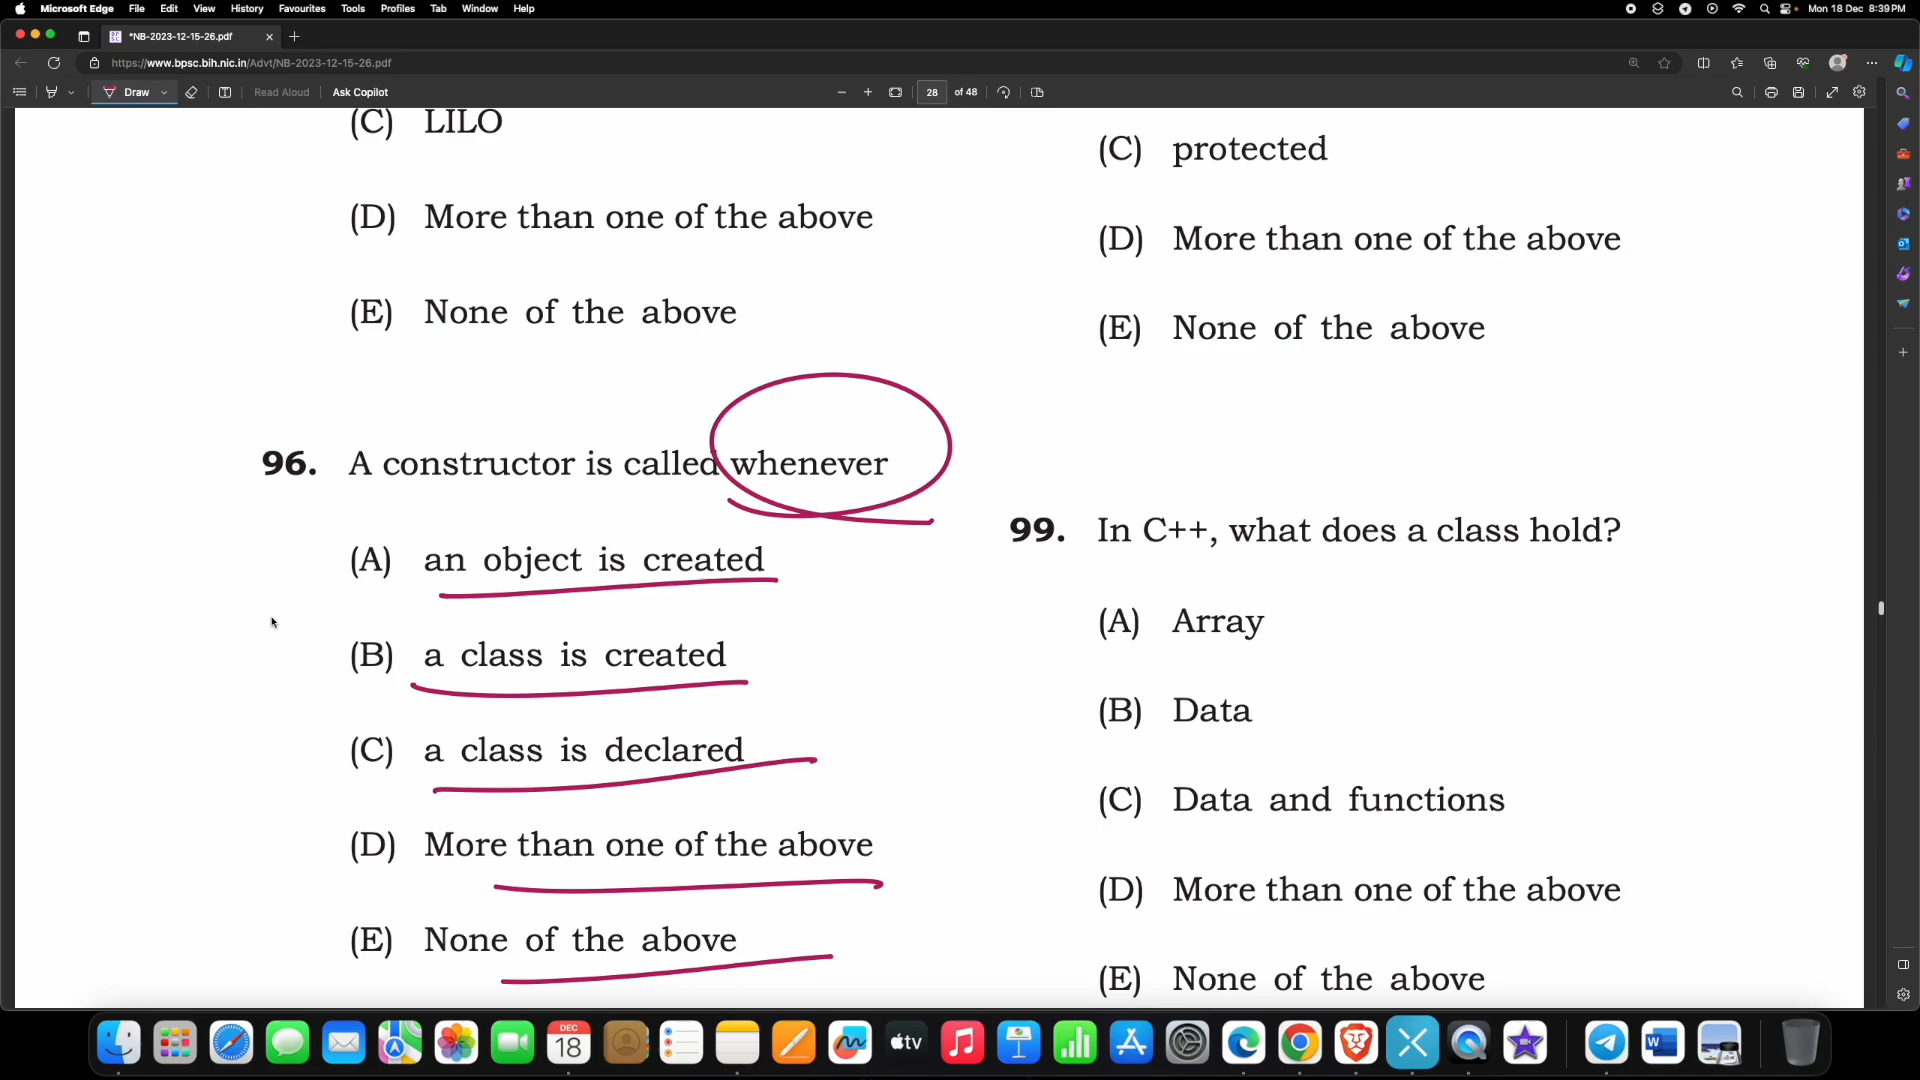 Microsoft Edge File Edit View History Favourites Tools Profiles Tab Window Help Mon 18 Dec 8:39 PM
*NB-2023-12-15-26.pdf
https://www.bpsc.bih.nic.in/Advt/NB-2023-12-15-26.pdf
Draw Read Aloud Ask Copilot 28 of 48
(C) LILO
(D) More than one of the above
(E) None of the above
96. A constructor is called whenever
(A) an object is created
(B) a class is created
(C) a class is declared
(D) More than one of the above
(E) None of the above
(C) protected
(D) More than one of the above
(E) None of the above
99. In C++, what does a class hold?
(A) Array
(B) Data
(C) Data and functions
(D) More than one of the above
(E) None of the above
DEC
18
tv